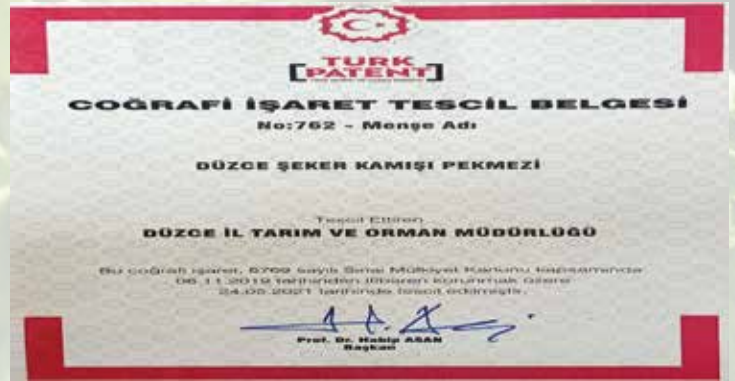 TÜRK
PATENT
COĞRAFİ İŞARET TESCİL BELGESİ
No:762 - Menşe Adı
DÜZCE ŞEKER KAMIŞI PEKMEZİ
Tescil Ettiren
DÜZCE İL TARIM VE ORMAN MÜDÜRLÜĞÜ
Bu coğrafi işaret, 6769 sayılı Sınai Mülkiyet Kanunu kapsamında
06.11.2019 tarihinden itibaren korunmak üzere
24.05.2021 tarihinde tescil edilmiştir.
Prof. Dr. Habip ASAN
Başkan